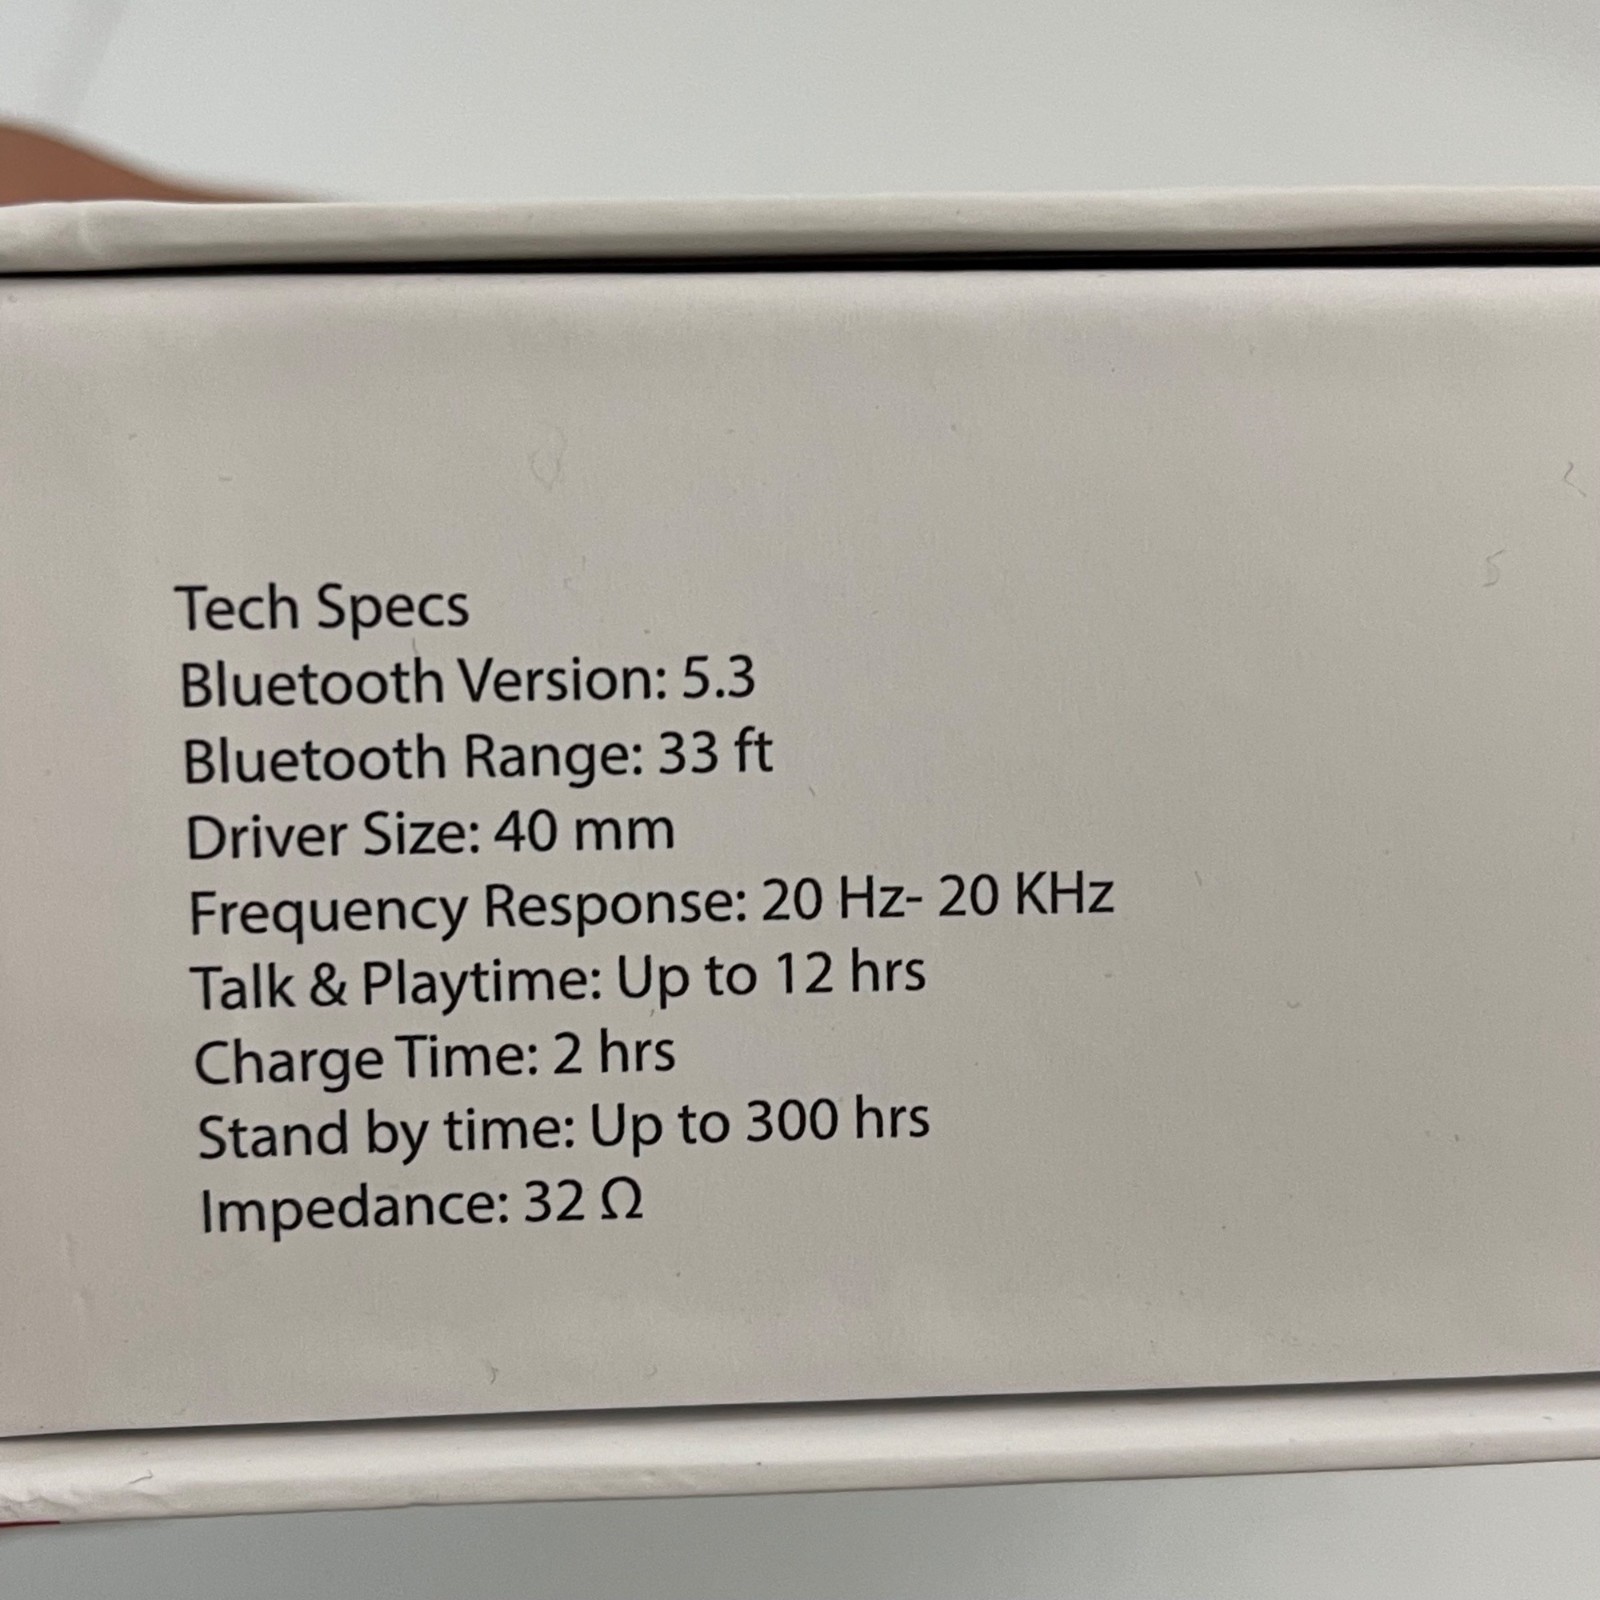 Tech Specs
Bluetooth Version: 5.3
Bluetooth Range: 33 ft
Driver Size: 40 mm
Frequency Response: 20 Hz- 20 KHz
Talk & Playtime: Up to 12 hrs
Charge Time: 2 hrs
Stand by time: Up to 300 hrs
Impedance: 32 Ω